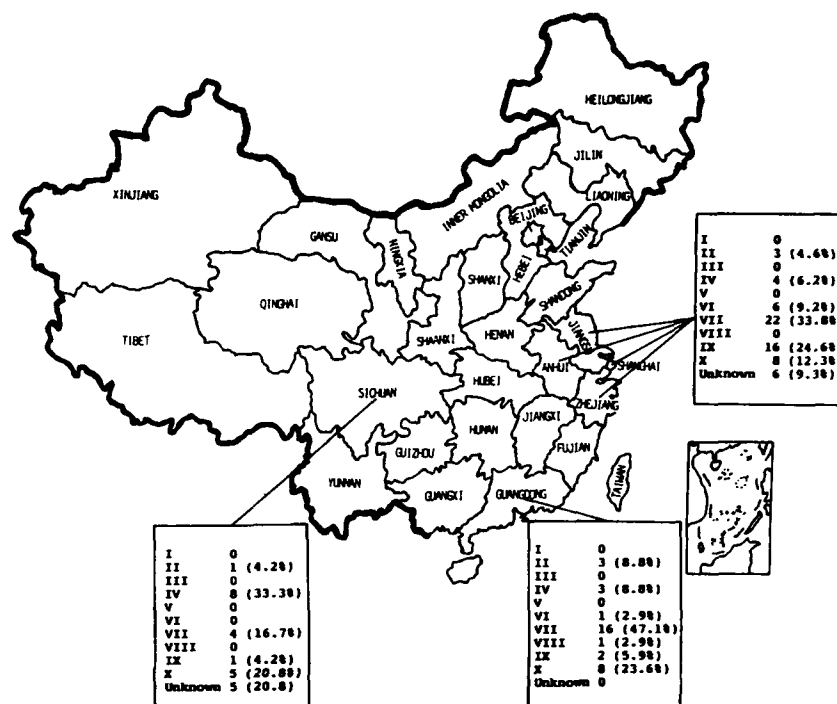 HEILONGJIANG
JILIN
LIAONING
XINJIANG
INNER MONGOLIA
BEIJING
TIANJIN
GANSU
NINGXIA
HEBEI
SHANXI
SHANDONG
QINGHAI
TIBET
SHAANXI
HENAN
JIANGSU
ANHUI
SHANGHAI
SICHUAN
HUBEI
ZHEJIANG
HUNAN
JIANGXI
GUIZHOU
FUJIAN
YUNNAN
GUANGXI
GUANGDONG
TAIWAN
I 0
II 3 (4.6%)
III 0
IV 4 (6.2%)
V 0
VI 6 (9.2%)
VII 22 (33.8%
VIII 0
IX 16 (24.6%
X 8 (12.3%
Unknown 6 (9.3%)
I 0
II 1 (4.2%)
III 0
IV 8 (33.3%)
V 0
VI 0
VII 4 (16.7%)
VIII 0
IX 1 (4.2%)
X 5 (20.8%)
Unknown 5 (20.8)
I 0
II 3 (8.8%)
III 0
IV 3 (8.8%)
V 0
VI 1 (2.9%)
VII 16 (47.1%)
VIII 1 (2.9%)
IX 2 (5.9%)
X 8 (23.6%)
Unknown 0